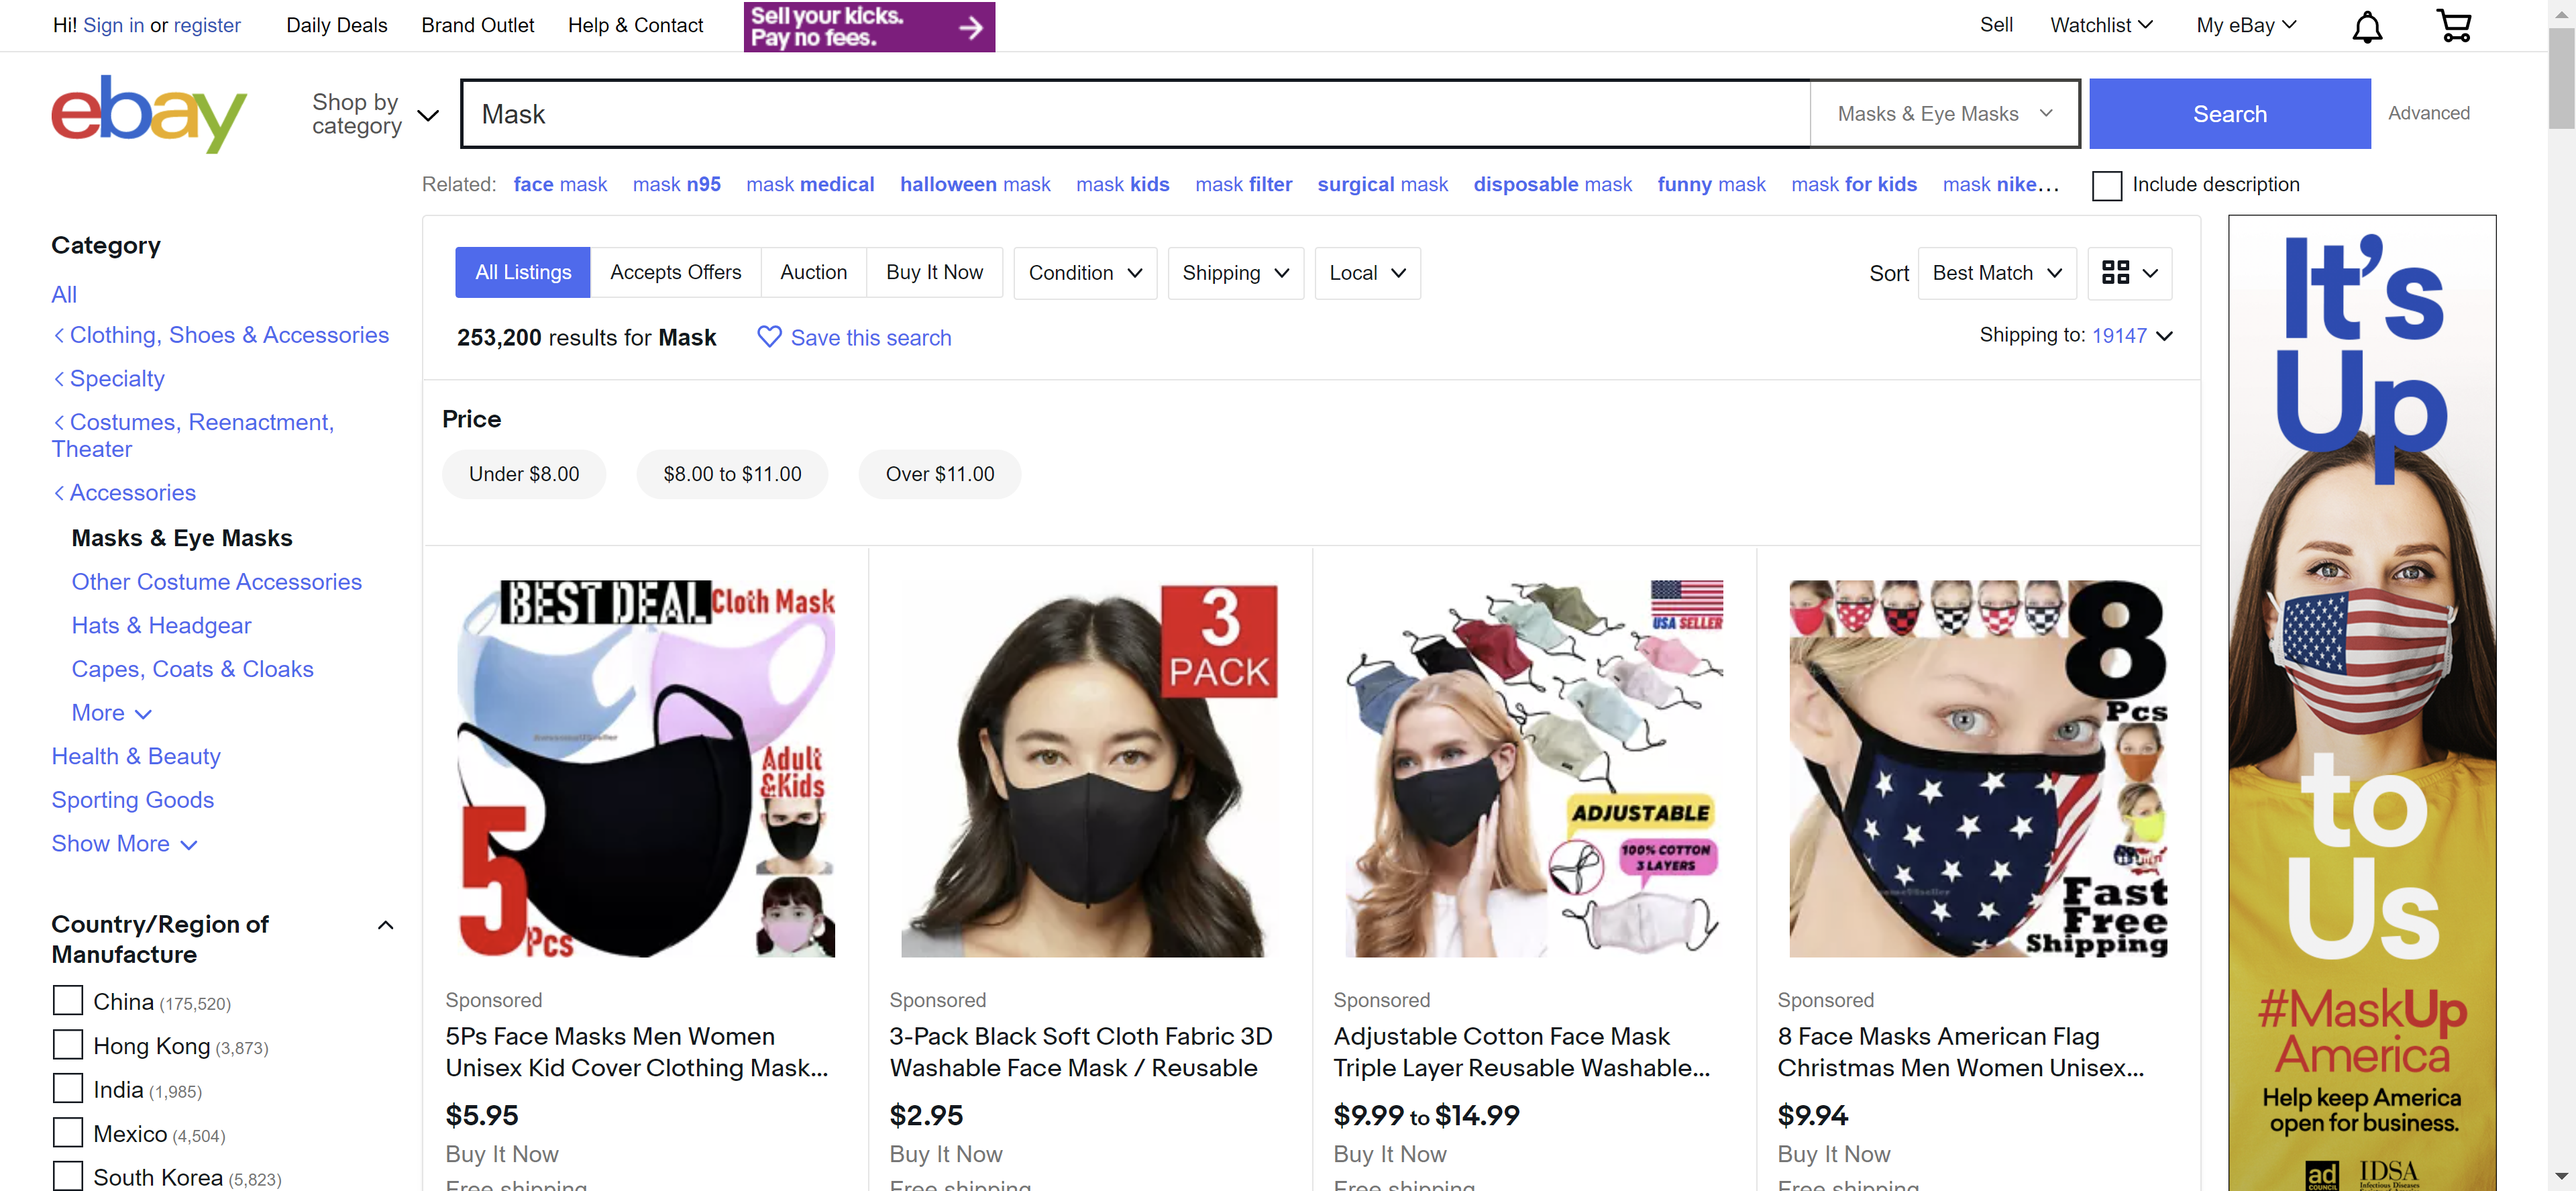 Hi! Sign in or register
Daily Deals
Brand Outlet
Help & Contact
Sell your kicks.
Pay no fees.
Sell
Watchlist
My eBay
ebay
Shop by
category
Mask
Masks & Eye Masks
Search
Advanced
Related:
face mask
mask n95
mask medical
halloween mask
mask kids
mask filter
surgical mask
disposable mask
funny mask
mask for kids
mask nike...
Include description
Category
All
Clothing, Shoes & Accessories
Specialty
Costumes, Reenactment,
Theater
Accessories
Masks & Eye Masks
Other Costume Accessories
Hats & Headgear
Capes, Coats & Cloaks
More
Health & Beauty
Sporting Goods
Show More
Country/Region of
Manufacture
China (175,520)
Hong Kong (3,873)
India (1,985)
Mexico (4,504)
South Korea (5,823)
All Listings
Accepts Offers
Auction
Buy It Now
Condition
Shipping
Local
Sort
Best Match
253,200 results for Mask
Save this search
Shipping to: 19147
Price
Under $8.00
$8.00 to $11.00
Over $11.00
BEST DEAL Cloth Mask
Adult
&Kids
5 Pcs
Sponsored
5Ps Face Masks Men Women
Unisex Kid Cover Clothing Mask...
$5.95
Buy It Now
Free shipping
3
PACK
Sponsored
3-Pack Black Soft Cloth Fabric 3D
Washable Face Mask / Reusable
$2.95
Buy It Now
Free shipping
USA SELLER
ADJUSTABLE
100% COTTON
3 LAYERS
Sponsored
Adjustable Cotton Face Mask
Triple Layer Reusable Washable...
$9.99 to $14.99
Buy It Now
Free shipping
8
Pcs
Fast
Free
Shipping
Sponsored
8 Face Masks American Flag
Christmas Men Women Unisex...
$9.94
Buy It Now
Free shipping
It's
Up
to
Us
#MaskUp
America
Help keep America
open for business.
ad
COUNCIL
IDSA
Infectious Diseases